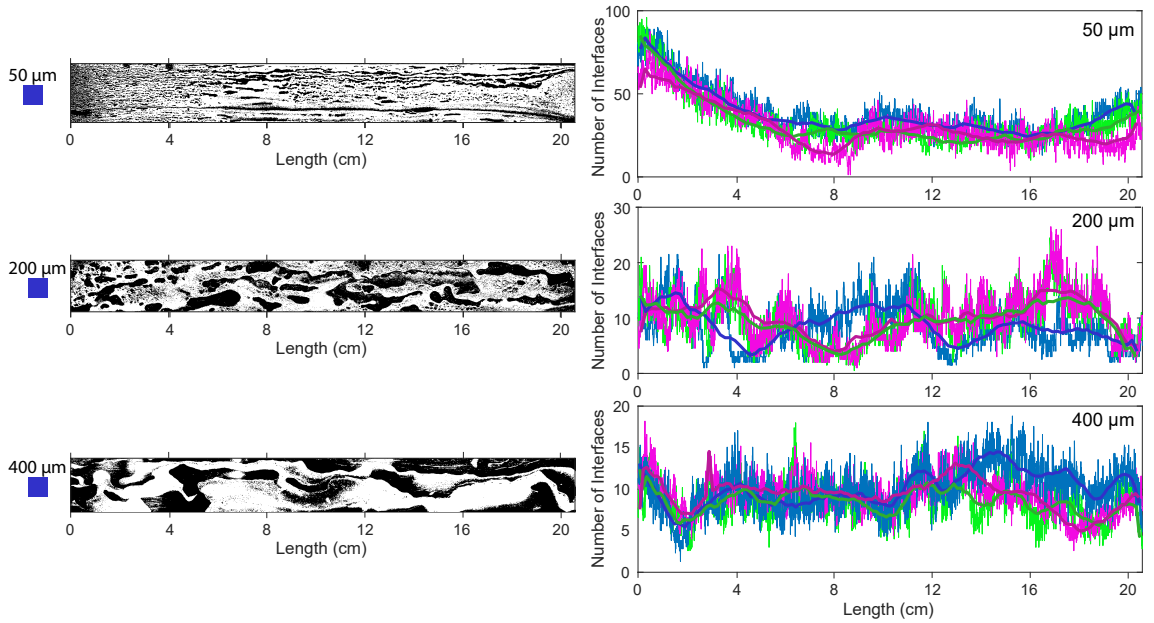 50 µm
0 4 8 12 16 20
Length (cm)
200 µm
0 4 8 12 16 20
Length (cm)
400 µm
0 4 8 12 16 20
Length (cm)
100
50
0
Number of Interfaces
50 µm
0 4 8 12 16 20
30
20
10
0
Number of Interfaces
200 µm
0 4 8 12 16 20
20
15
10
5
0
Number of Interfaces
400 µm
0 4 8 12 16 20
Length (cm)